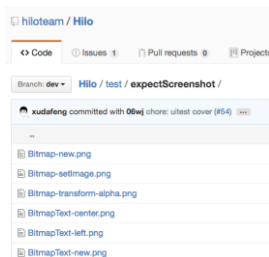 hiloteam / Hilo
Code Issues 1 Pull requests 0 Projects
Branch: dev Hilo / test / expectScreenshot /
xudafeng committed with 06wj chore: uitest cover (#54) ...
..
Bitmap-new.png
Bitmap-setImage.png
Bitmap-transform-alpha.png
BitmapText-center.png
BitmapText-left.png
BitmapText-new.png